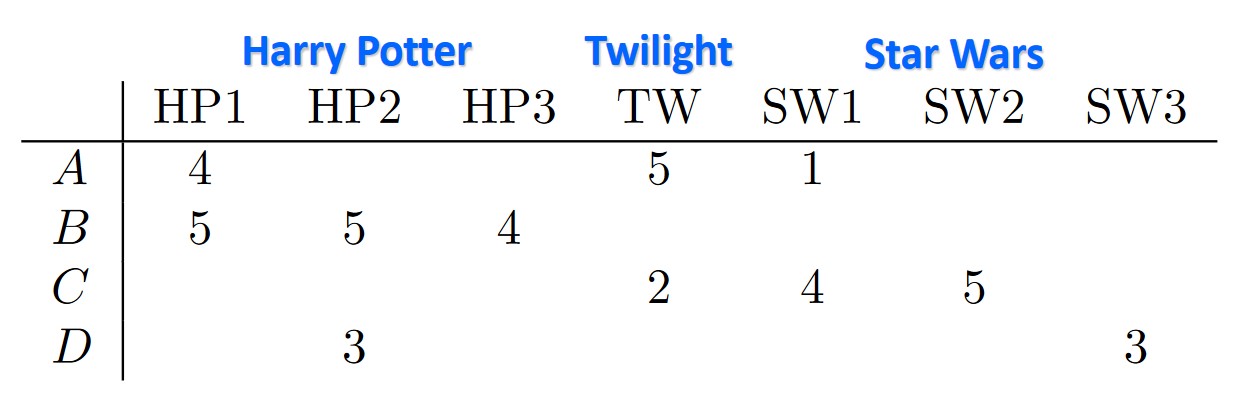 Harry Potter Twilight Star Wars
HP1 HP2 HP3 TW SW1 SW2 SW3
A 4 5 1
B 5 5 4
C 2 4 5
D 3 3